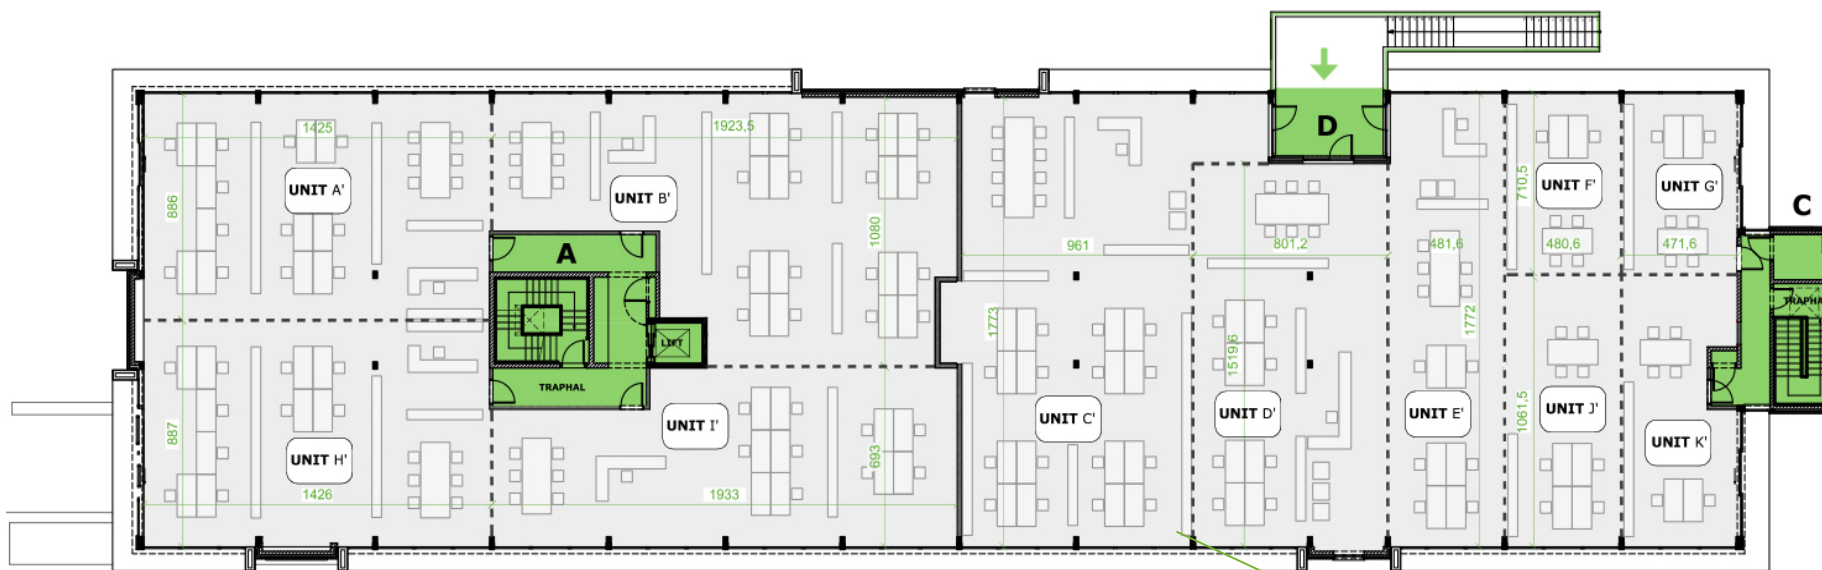 D
C
A
UNIT A'
UNIT B'
UNIT F'
UNIT G'
1425
1923,5
886
1080
710,5
961
801,2
481,6
480,6
471,6
LIFT
TRAPHAL
TRAPHA
1773
1519,6
1772
1061,5
UNIT H'
UNIT I'
UNIT C'
UNIT D'
UNIT E'
UNIT J'
UNIT K'
887
693
1426
1933